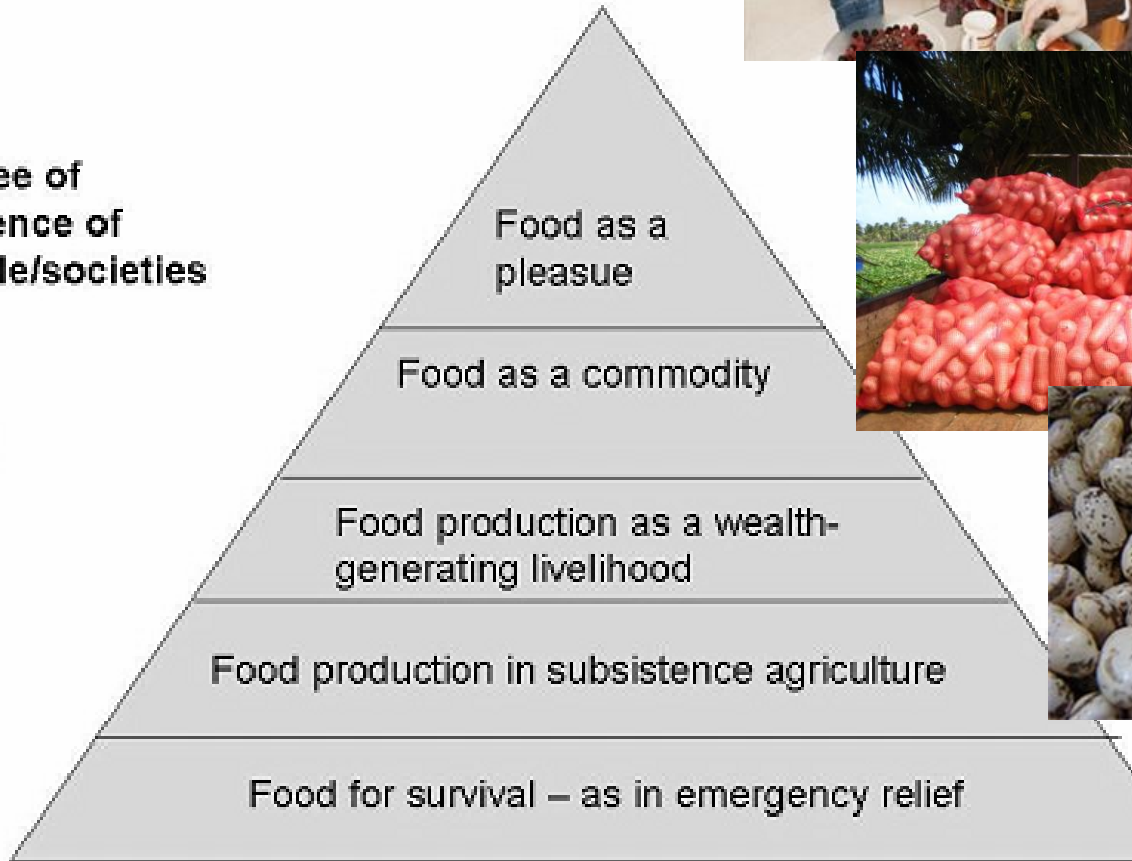 ee of
ence of
le/societies
Food as a
pleasue
Food as a commodity
Food production as a wealth-
generating livelihood
Food production in subsistence agriculture
Food for survival – as in emergency relief